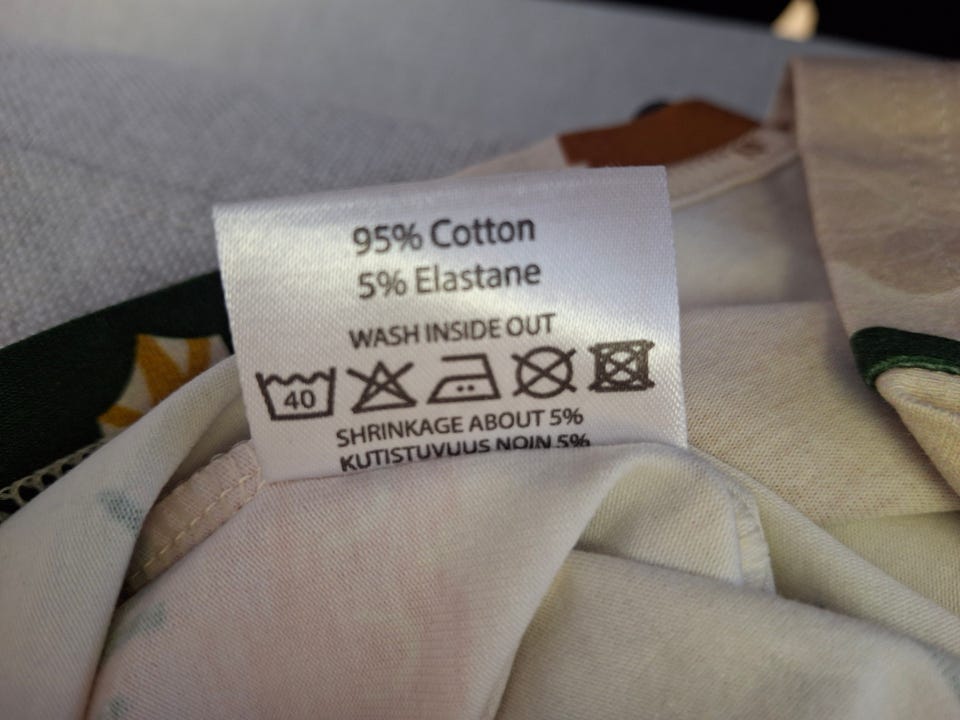 95% Cotton
5% Elastane
WASH INSIDE OUT
40
SHRINKAGE ABOUT 5%
KUTISTUVUUS NOIN 5%